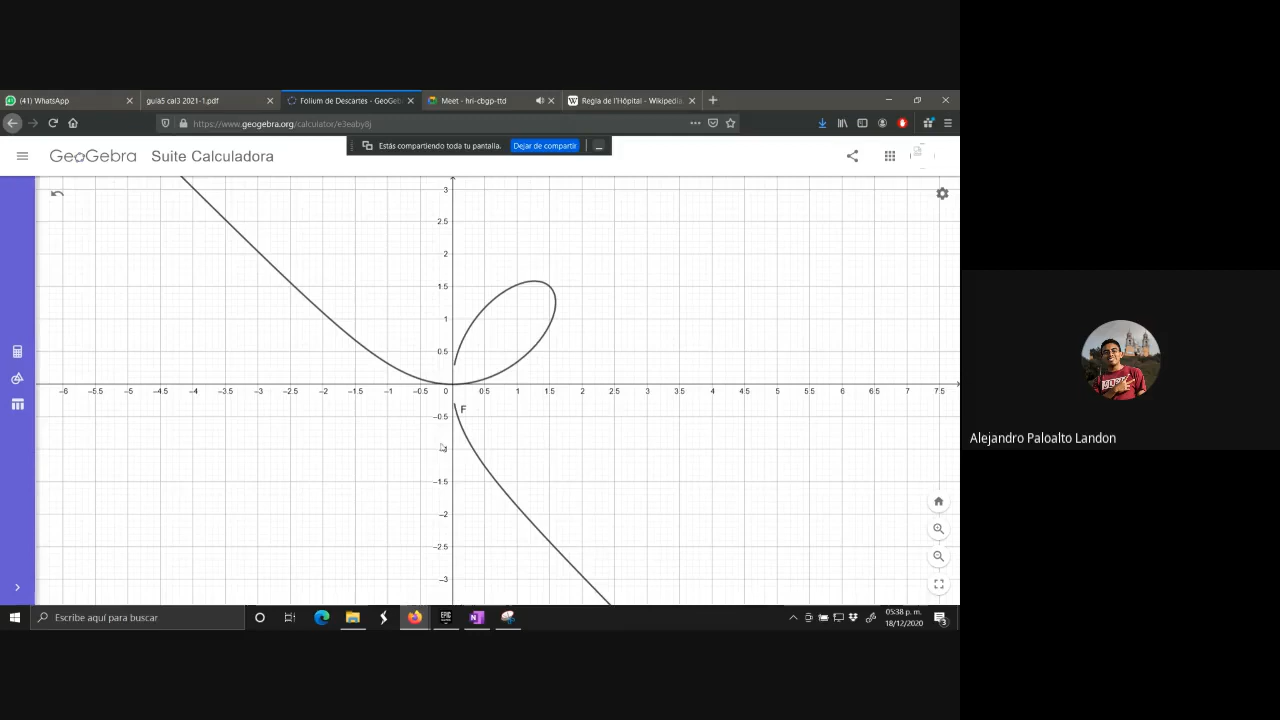 (41) WhatsApp
guia5 cal3 2021-1.pdf
Folium de Descartes - GeoGeb
Meet - hri-cbgp-ttd
Regla de l'Hôpital - Wikipedia,
https://www.geogebra.org/calculator/e3eaby8j
Estás compartiendo toda tu pantalla.
Dejar de compartir
GeoGebra
Suite Calculadora
3
2.5
2
1.5
1
0.5
−6 −5.5 −5 −4.5 −4 −3.5 −3 −2.5 −2 −1.5 −1 −0.5 0 0.5 1 1.5 2 2.5 3 3.5 4 4.5 5 5.5 6 6.5 7 7.5
F
−0.5
−1.5
−2
−2.5
−3
Alejandro Paloalto Landon
Escribe aquí para buscar
EPIC
N
05:38 p. m.
18/12/2020
3